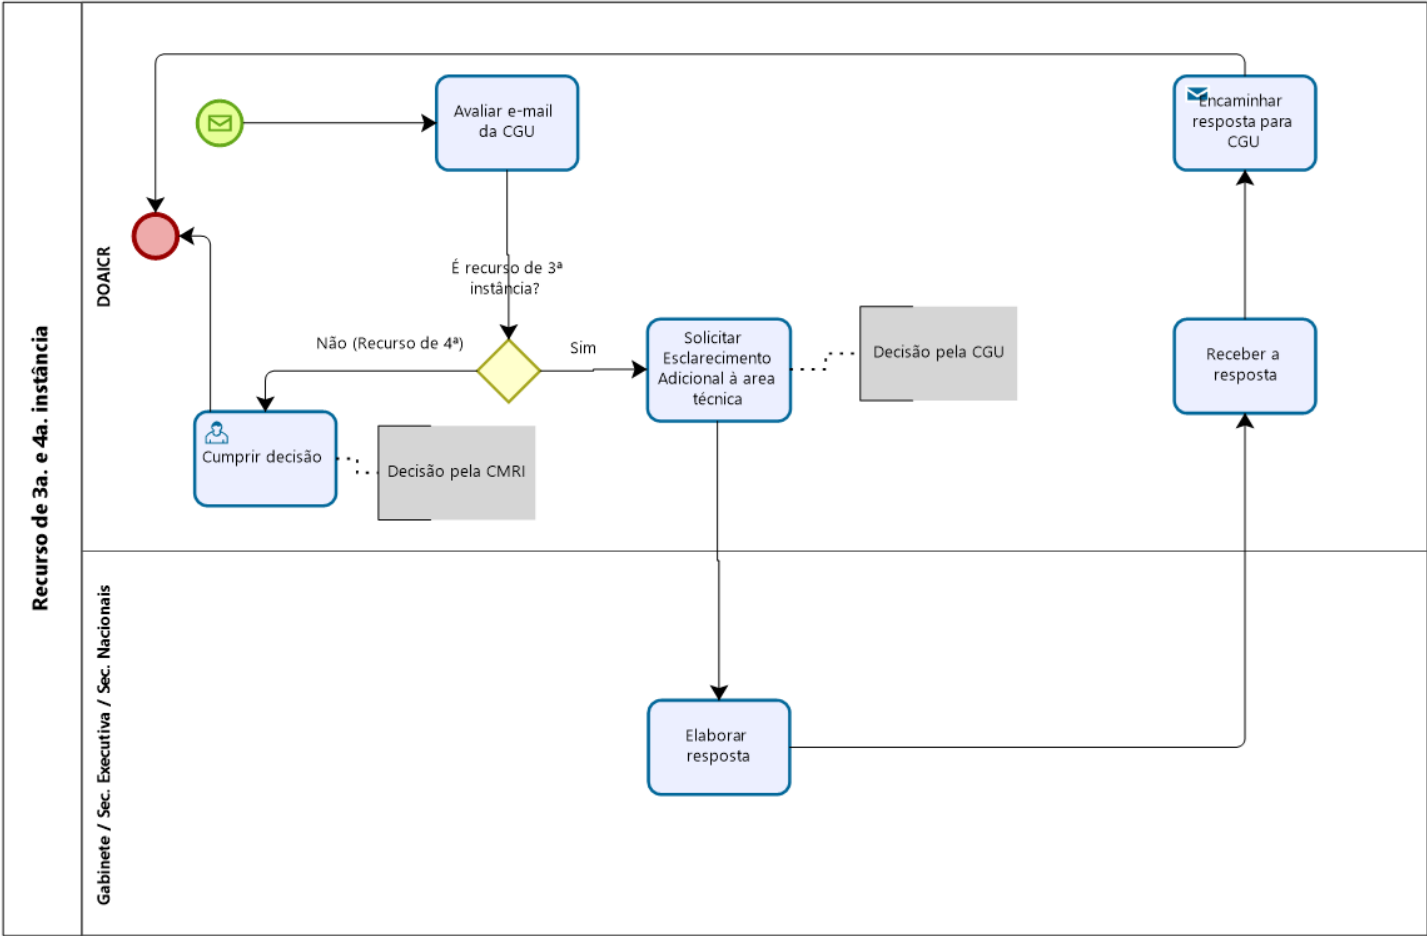 Recurso de 3a. e 4a. instância
DOAICR
Avaliar e-mail
da CGU
Encaminhar
resposta para
CGU
É recurso de 3ª
instância?
Não (Recurso de 4ª)
Sim
Solicitar
Esclarecimento
Adicional à area
técnica
Decisão pela CGU
Receber a
resposta
Cumprir decisão
Decisão pela CMRI
Gabinete / Sec. Executiva / Sec. Nacionais
Elaborar
resposta